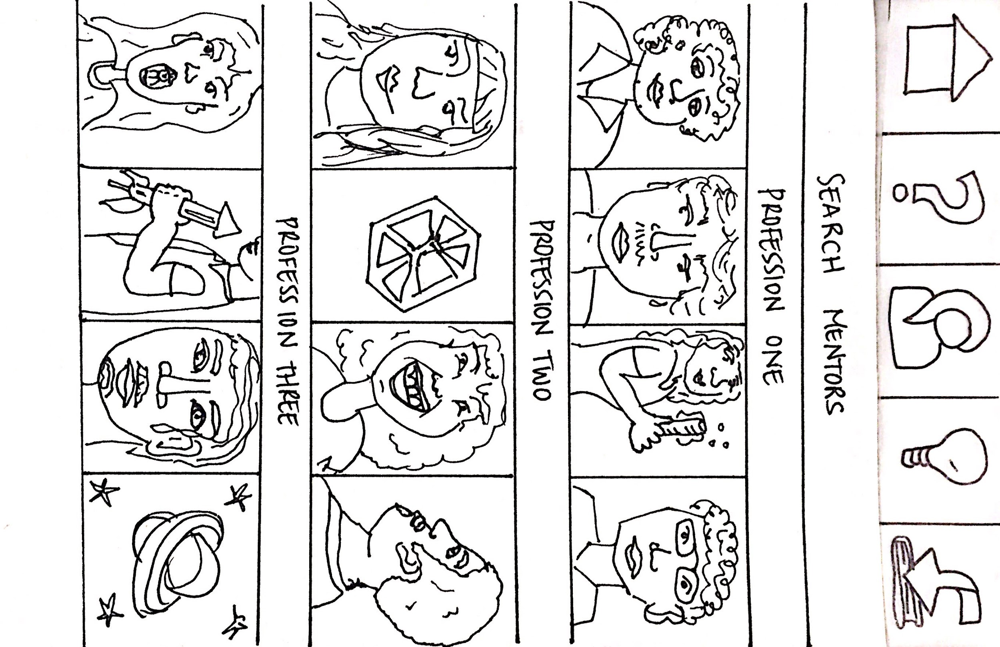 SEARCH MENTORS
PROFESSION ONE
PROFESSION TWO
PROFESSION THREE